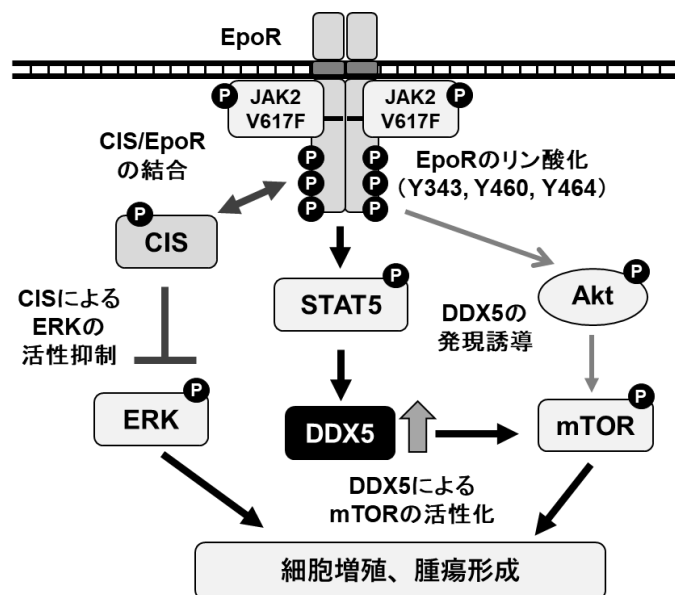 EpoR
P
JAK2
V617F
JAK2
V617F
P
CIS/EpoR
の結合
P
P
P
P
P
P
EpoRのリン酸化
（Y343, Y460, Y464）
P
CIS
P
STAT5
P
Akt
CISによる
ERKの
活性抑制
DDX5の
発現誘導
P
ERK
DDX5
P
mTOR
DDX5による
mTORの活性化
細胞増殖、腫瘍形成